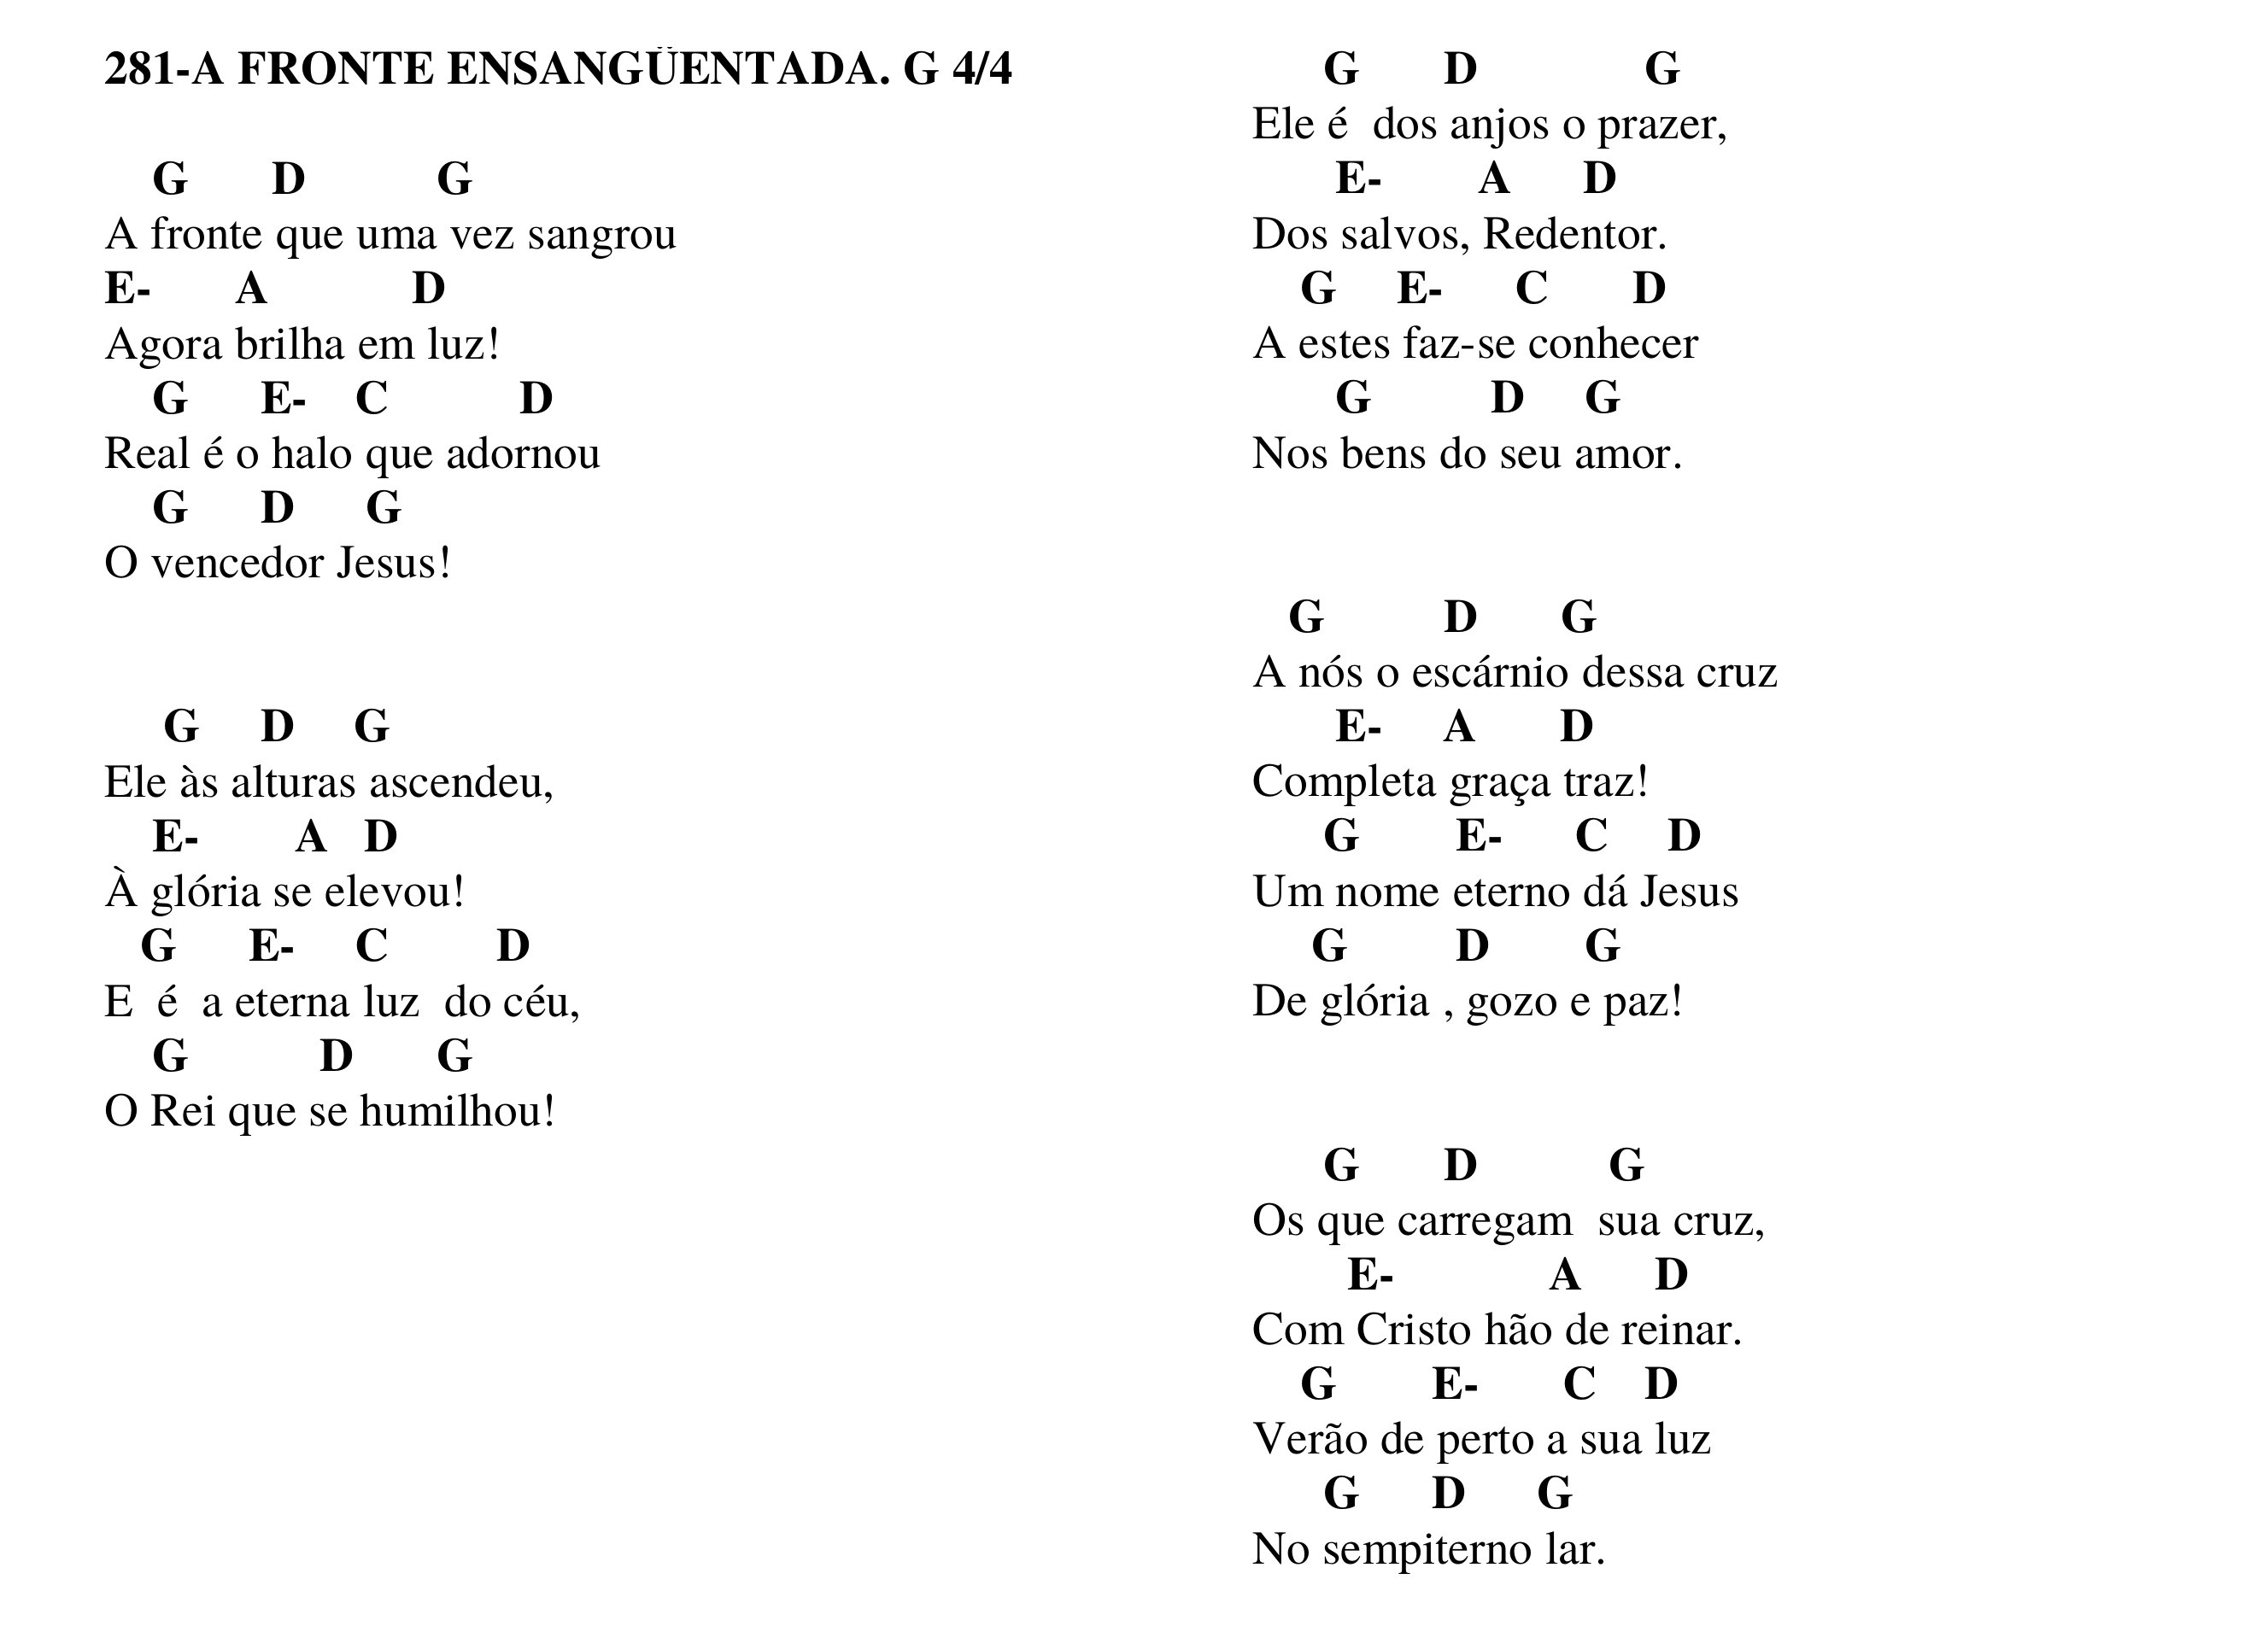 281-A FRONTE ENSANGÜENTADA. G 4/4
G D G
A fronte que uma vez sangrou
E- A D
Agora brilha em luz!
G E- C D
Real é o halo que adornou
G D G
O vencedor Jesus!
G D G
Ele às alturas ascendeu,
E- A D
À glória se elevou!
G E- C D
E é a eterna luz do céu,
G D G
O Rei que se humilhou!
G D G
Ele é dos anjos o prazer,
E- A D
Dos salvos, Redentor.
G E- C D
A estes faz-se conhecer
G D G
Nos bens do seu amor.
G D G
A nós o escárnio dessa cruz
E- A D
Completa graça traz!
G E- C D
Um nome eterno dá Jesus
G D G
De glória , gozo e paz!
G D G
Os que carregam sua cruz,
E- A D
Com Cristo hão de reinar.
G E- C D
Verão de perto a sua luz
G D G
No sempiterno lar.